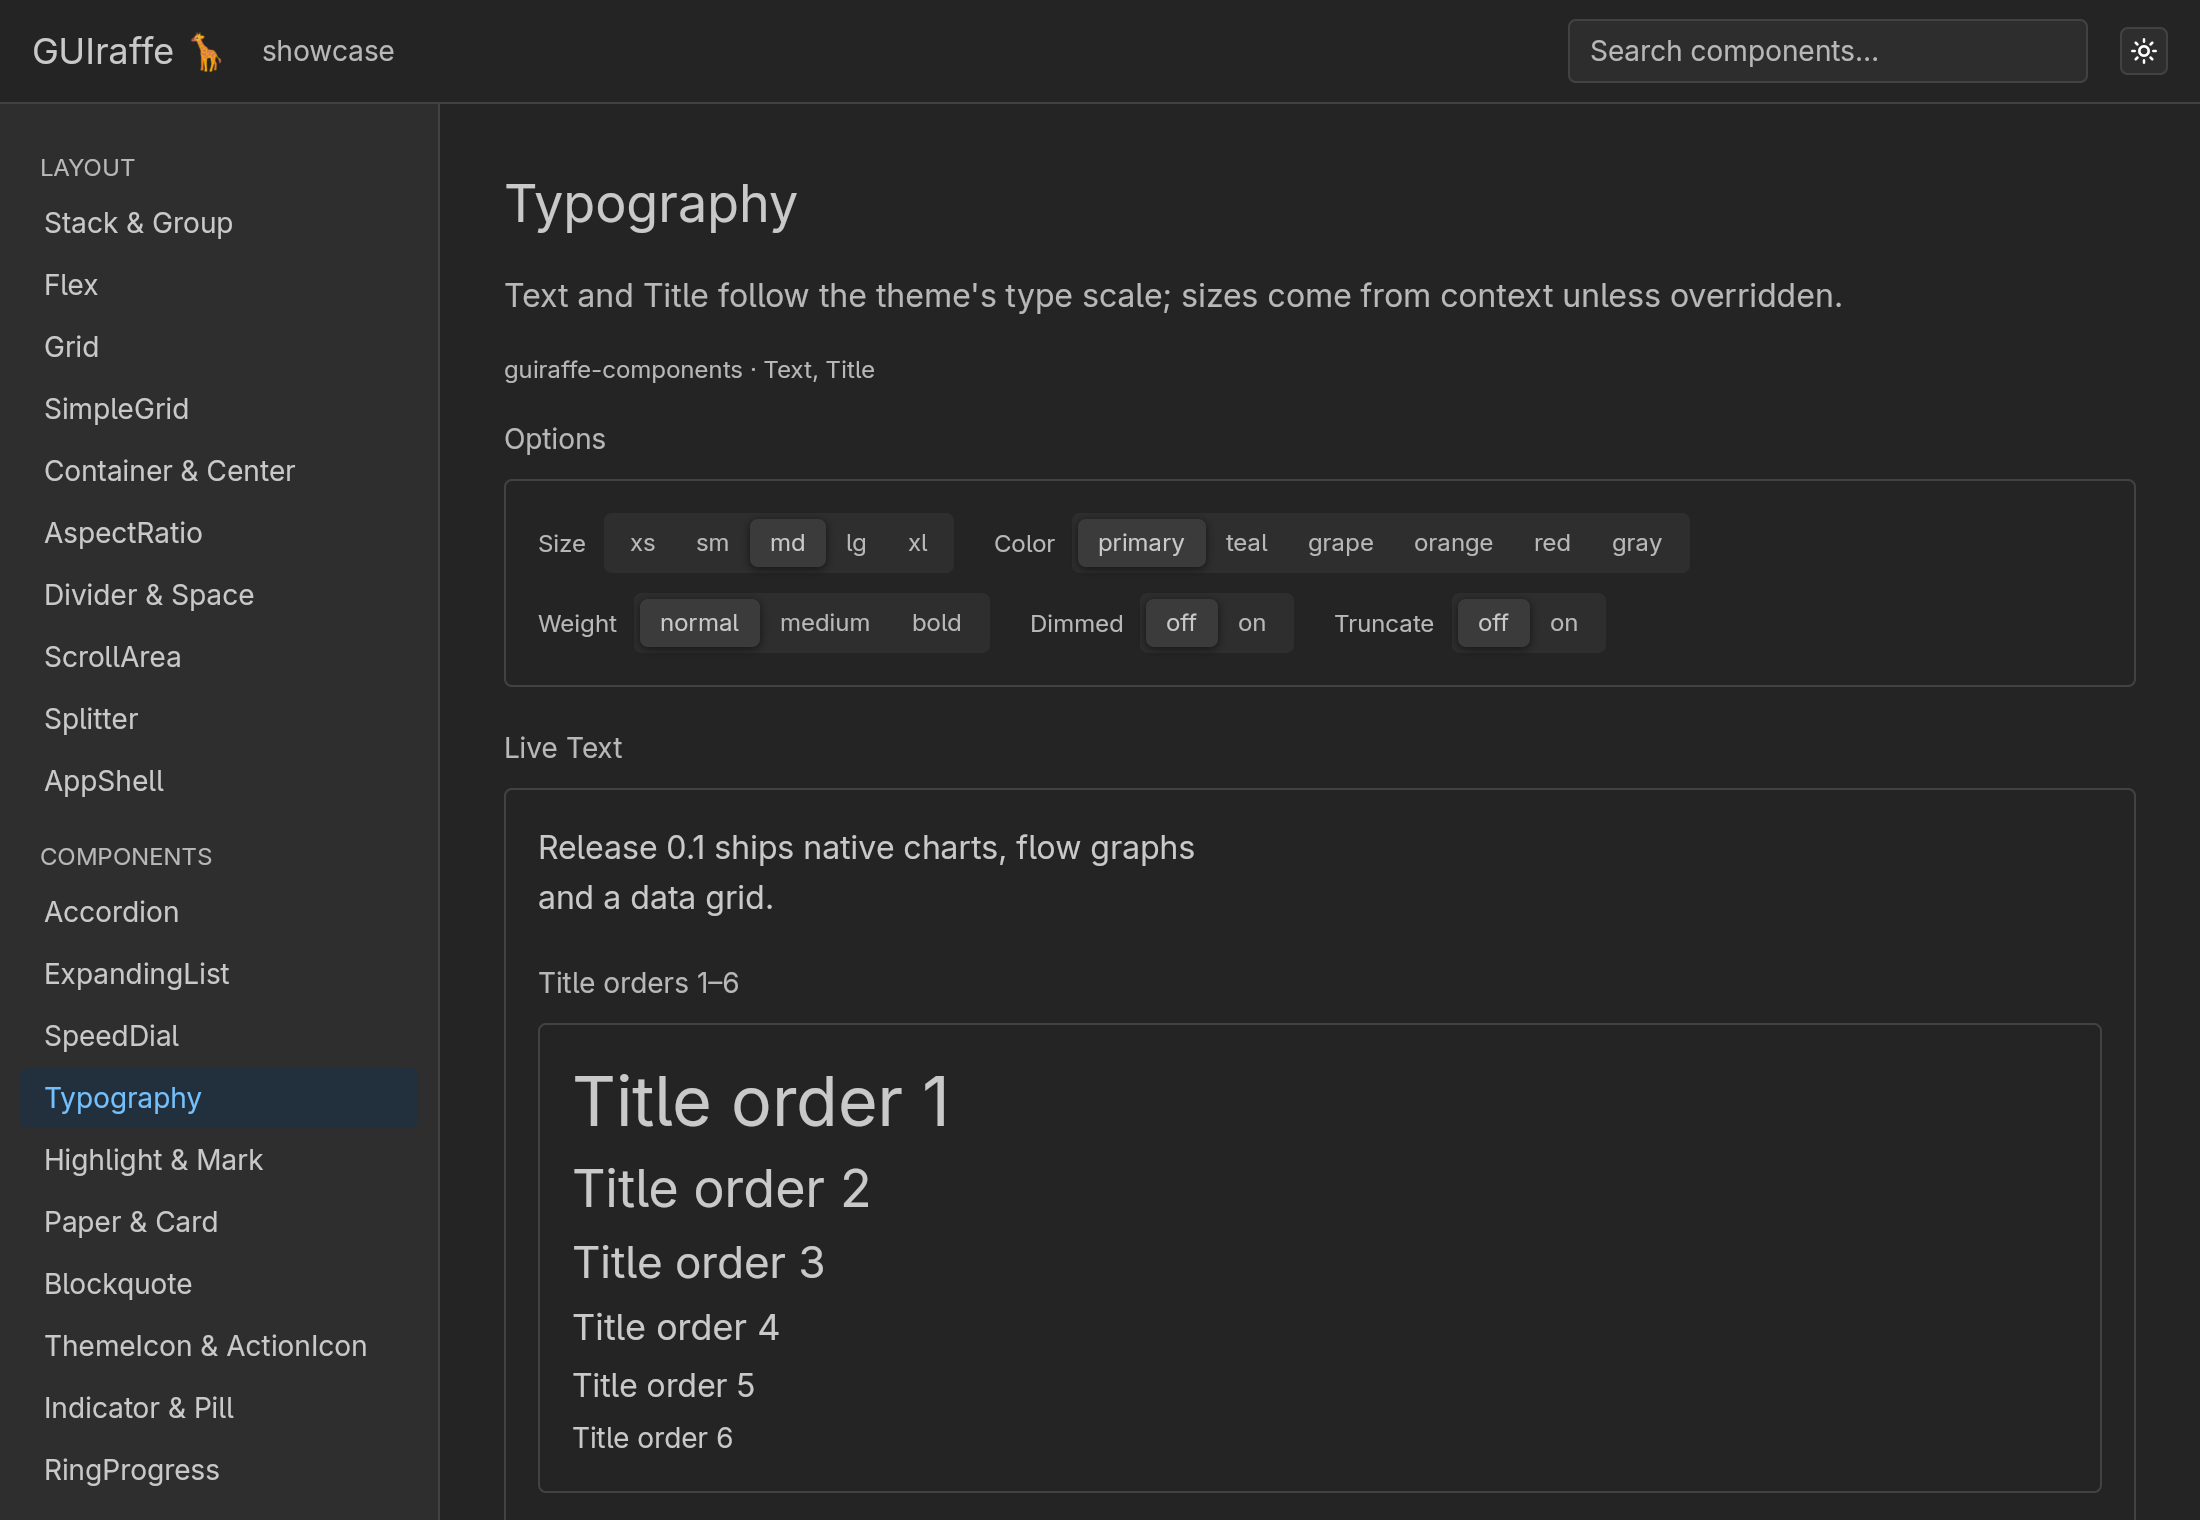 GUIraffe 🦒 showcase
Search components...
LAYOUT
Stack & Group
Flex
Grid
SimpleGrid
Container & Center
AspectRatio
Divider & Space
ScrollArea
Splitter
AppShell
COMPONENTS
Accordion
ExpandingList
SpeedDial
Typography
Highlight & Mark
Paper & Card
Blockquote
ThemeIcon & ActionIcon
Indicator & Pill
RingProgress
Typography
Text and Title follow the theme's type scale; sizes come from context unless overridden.
guiraffe-components · Text, Title
Options
Size xs sm md lg xl Color primary teal grape orange red gray
Weight normal medium bold Dimmed off on Truncate off on
Live Text
Release 0.1 ships native charts, flow graphs
and a data grid.
Title orders 1–6
Title order 1
Title order 2
Title order 3
Title order 4
Title order 5
Title order 6